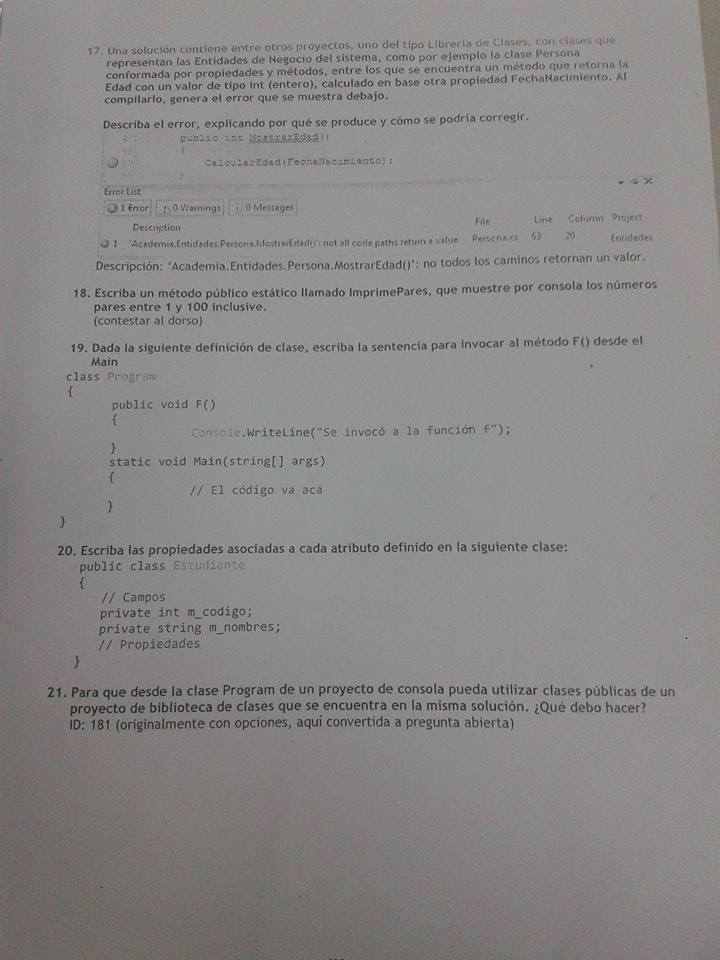 17. Una solución contiene entre otros proyectos, uno del tipo Librería de Clases, con clases que
representan las Entidades de Negocio del sistema, como por ejemplo la clase Persona
conformada por propiedades y métodos, entre los que se encuentra un método que retorna la
Edad con un valor de tipo int (entero), calculado en base otra propiedad FechaNacimiento. Al
compilarlo, genera el error que se muestra debajo.
Describa el error, explicando por qué se produce y cómo se podría corregir.
public int MostrarEdad()
{
CalcularEdad(FechaNacimiento);
}
Error List
1 Error 0 Warnings 0 Messages
Description File Line Column Project
1 'Academia.Entidades.Persona.MostrarEdad()': not all code paths return a value Persona.cs 63 20 Entidades
Descripción: 'Academia.Entidades.Persona.MostrarEdad()': no todos los caminos retornan un valor.
18. Escriba un método público estático llamado ImprimePares, que muestre por consola los números
pares entre 1 y 100 inclusive.
(contestar al dorso)
19. Dada la siguiente definición de clase, escriba la sentencia para invocar al método F() desde el
Main
class Program
{
public void F()
{
Console.WriteLine("Se invocó a la función f");
}
static void Main(string[] args)
{
// El código va acá
}
}
20. Escriba las propiedades asociadas a cada atributo definido en la siguiente clase:
public class Estudiante
{
// Campos
private int m_codigo;
private string m_nombres;
// Propiedades
}
21. Para que desde la clase Program de un proyecto de consola pueda utilizar clases públicas de un
proyecto de biblioteca de clases que se encuentra en la misma solución. ¿Qué debo hacer?
ID: 181 (originalmente con opciones, aquí convertida a pregunta abierta)